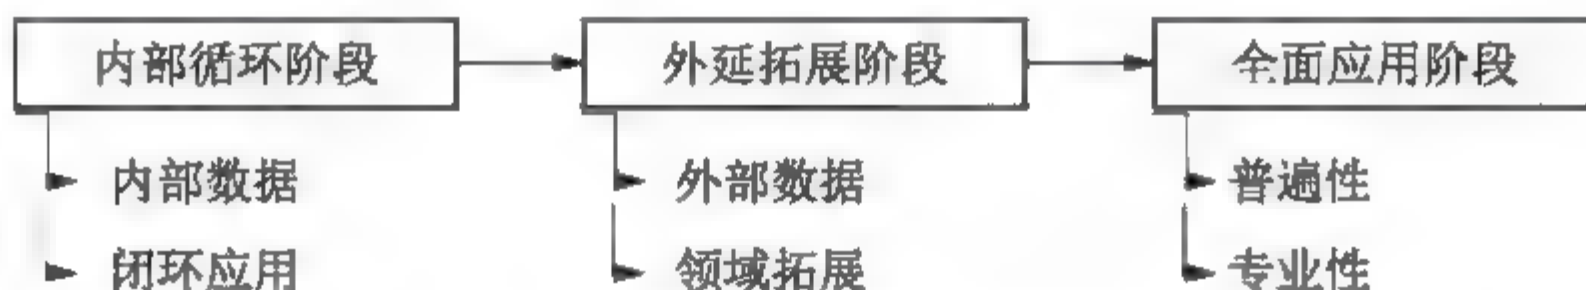 内部循环阶段 外延拓展阶段 全面应用阶段
内部数据 外部数据 普遍性
闭环应用 领域拓展 专业性